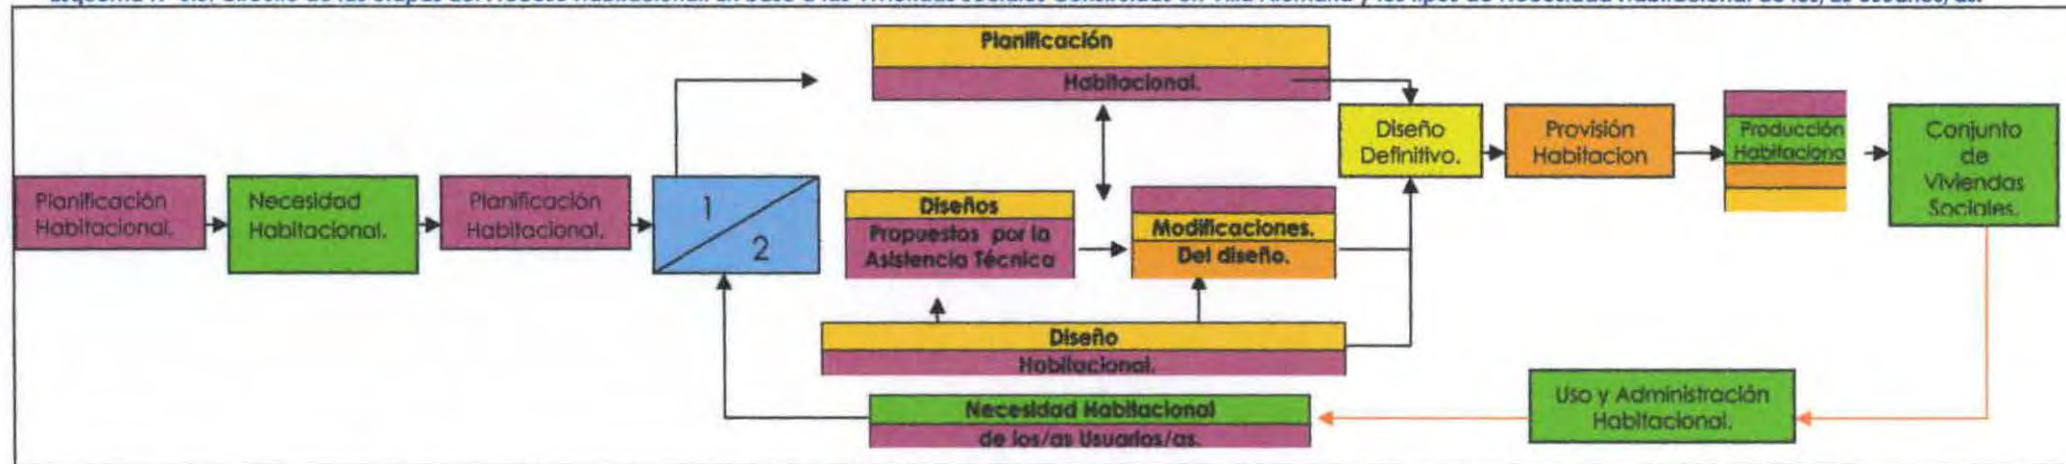 Planificación
Habitacional.
Necesidad
Habitacional.
Planificación
Habitacional.
1
2
Planificación
Habitacional.
Diseños
Propuestos por la
Asistencia Técnica
Modificaciones.
Del diseño.
Diseño
Habitacional.
Necesidad Habitacional
de los/as Usuarios/as.
Diseño
Definitivo.
Provisión
Habitacion
Producción
Habitaciona
Conjunto
de
Viviendas
Sociales.
Uso y Administración
Habitacional.